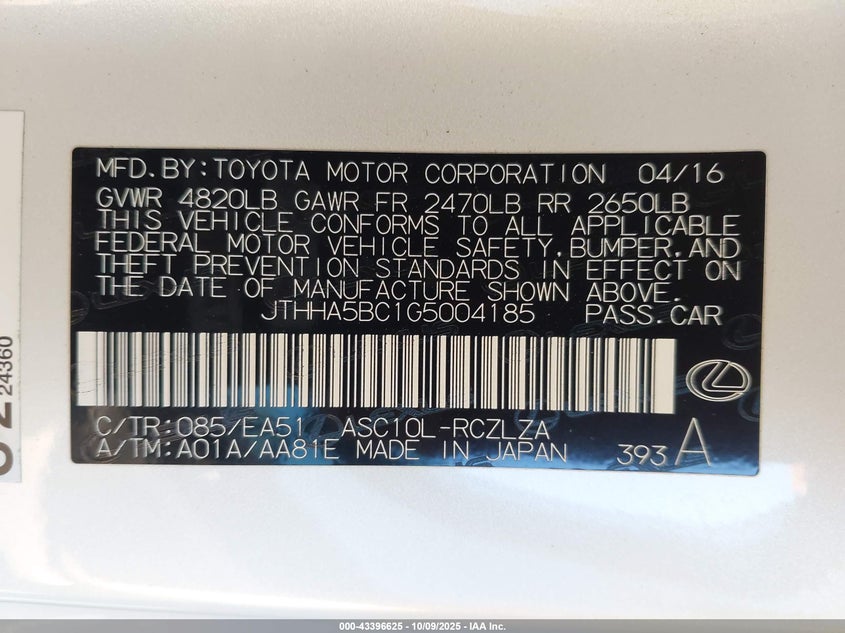 MFD.BY:TOYOTA MOTOR CORPORATION 04/16
GVWR 4820LB GAWR FR 2470LB RR 2650LB
THIS VEHICLE CONFORMS TO ALL APPLICABLE
FEDERAL MOTOR VEHICLE SAFETY,BUMPER,AND
THEFT PREVENTION STANDARDS IN EFFECT ON
THE DATE OF MANUFACTURE SHOWN ABOVE.
JTHHA5BC1G5004185 PASS.CAR
C/TR:085/EA51 ASC10L-RCZLZA
A/TM:A01A/AA81E MADE IN JAPAN 393 A
24360
000-43396625 - 10/09/2025 - IAA Inc.